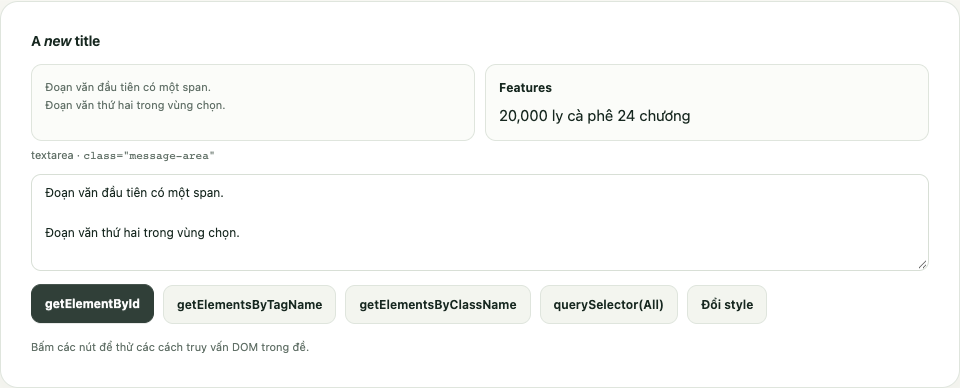 A new title
Đoạn văn đầu tiên có một span.
Đoạn văn thứ hai trong vùng chọn.
Features
20,000 ly cà phê 24 chương
textarea · class="message-area"
Đoạn văn đầu tiên có một span.
Đoạn văn thứ hai trong vùng chọn.
getElementById
getElementsByTagName
getElementsByClassName
querySelector(All)
Đổi style
Bấm các nút để thử các cách truy vấn DOM trong đề.